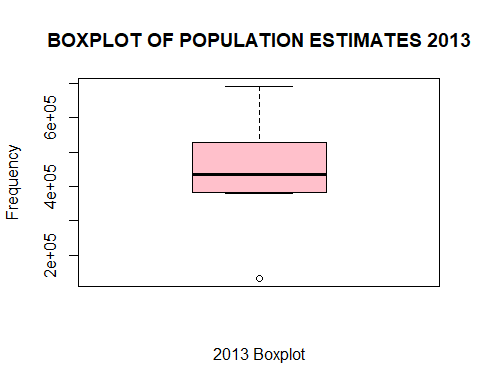 BOXPLOT OF POPULATION ESTIMATES 2013
Frequency
6e+05
4e+05
2e+05
2013 Boxplot